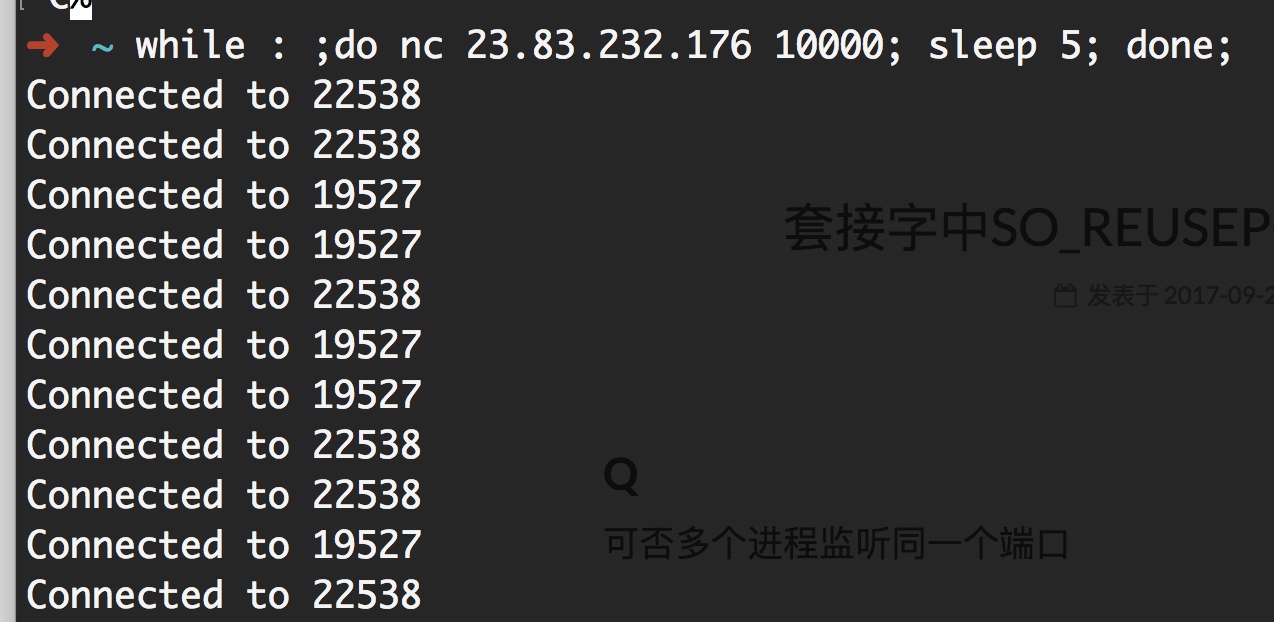 ➜ ~ while : ;do nc 23.83.232.176 10000; sleep 5; done;
Connected to 22538
Connected to 22538
Connected to 19527
Connected to 19527
Connected to 22538
Connected to 19527
Connected to 19527
Connected to 22538
Connected to 22538
Connected to 19527
Connected to 22538
套接字中SO_REUSEP
发表于 2017-09-2
Q
可否多个进程监听同一个端口